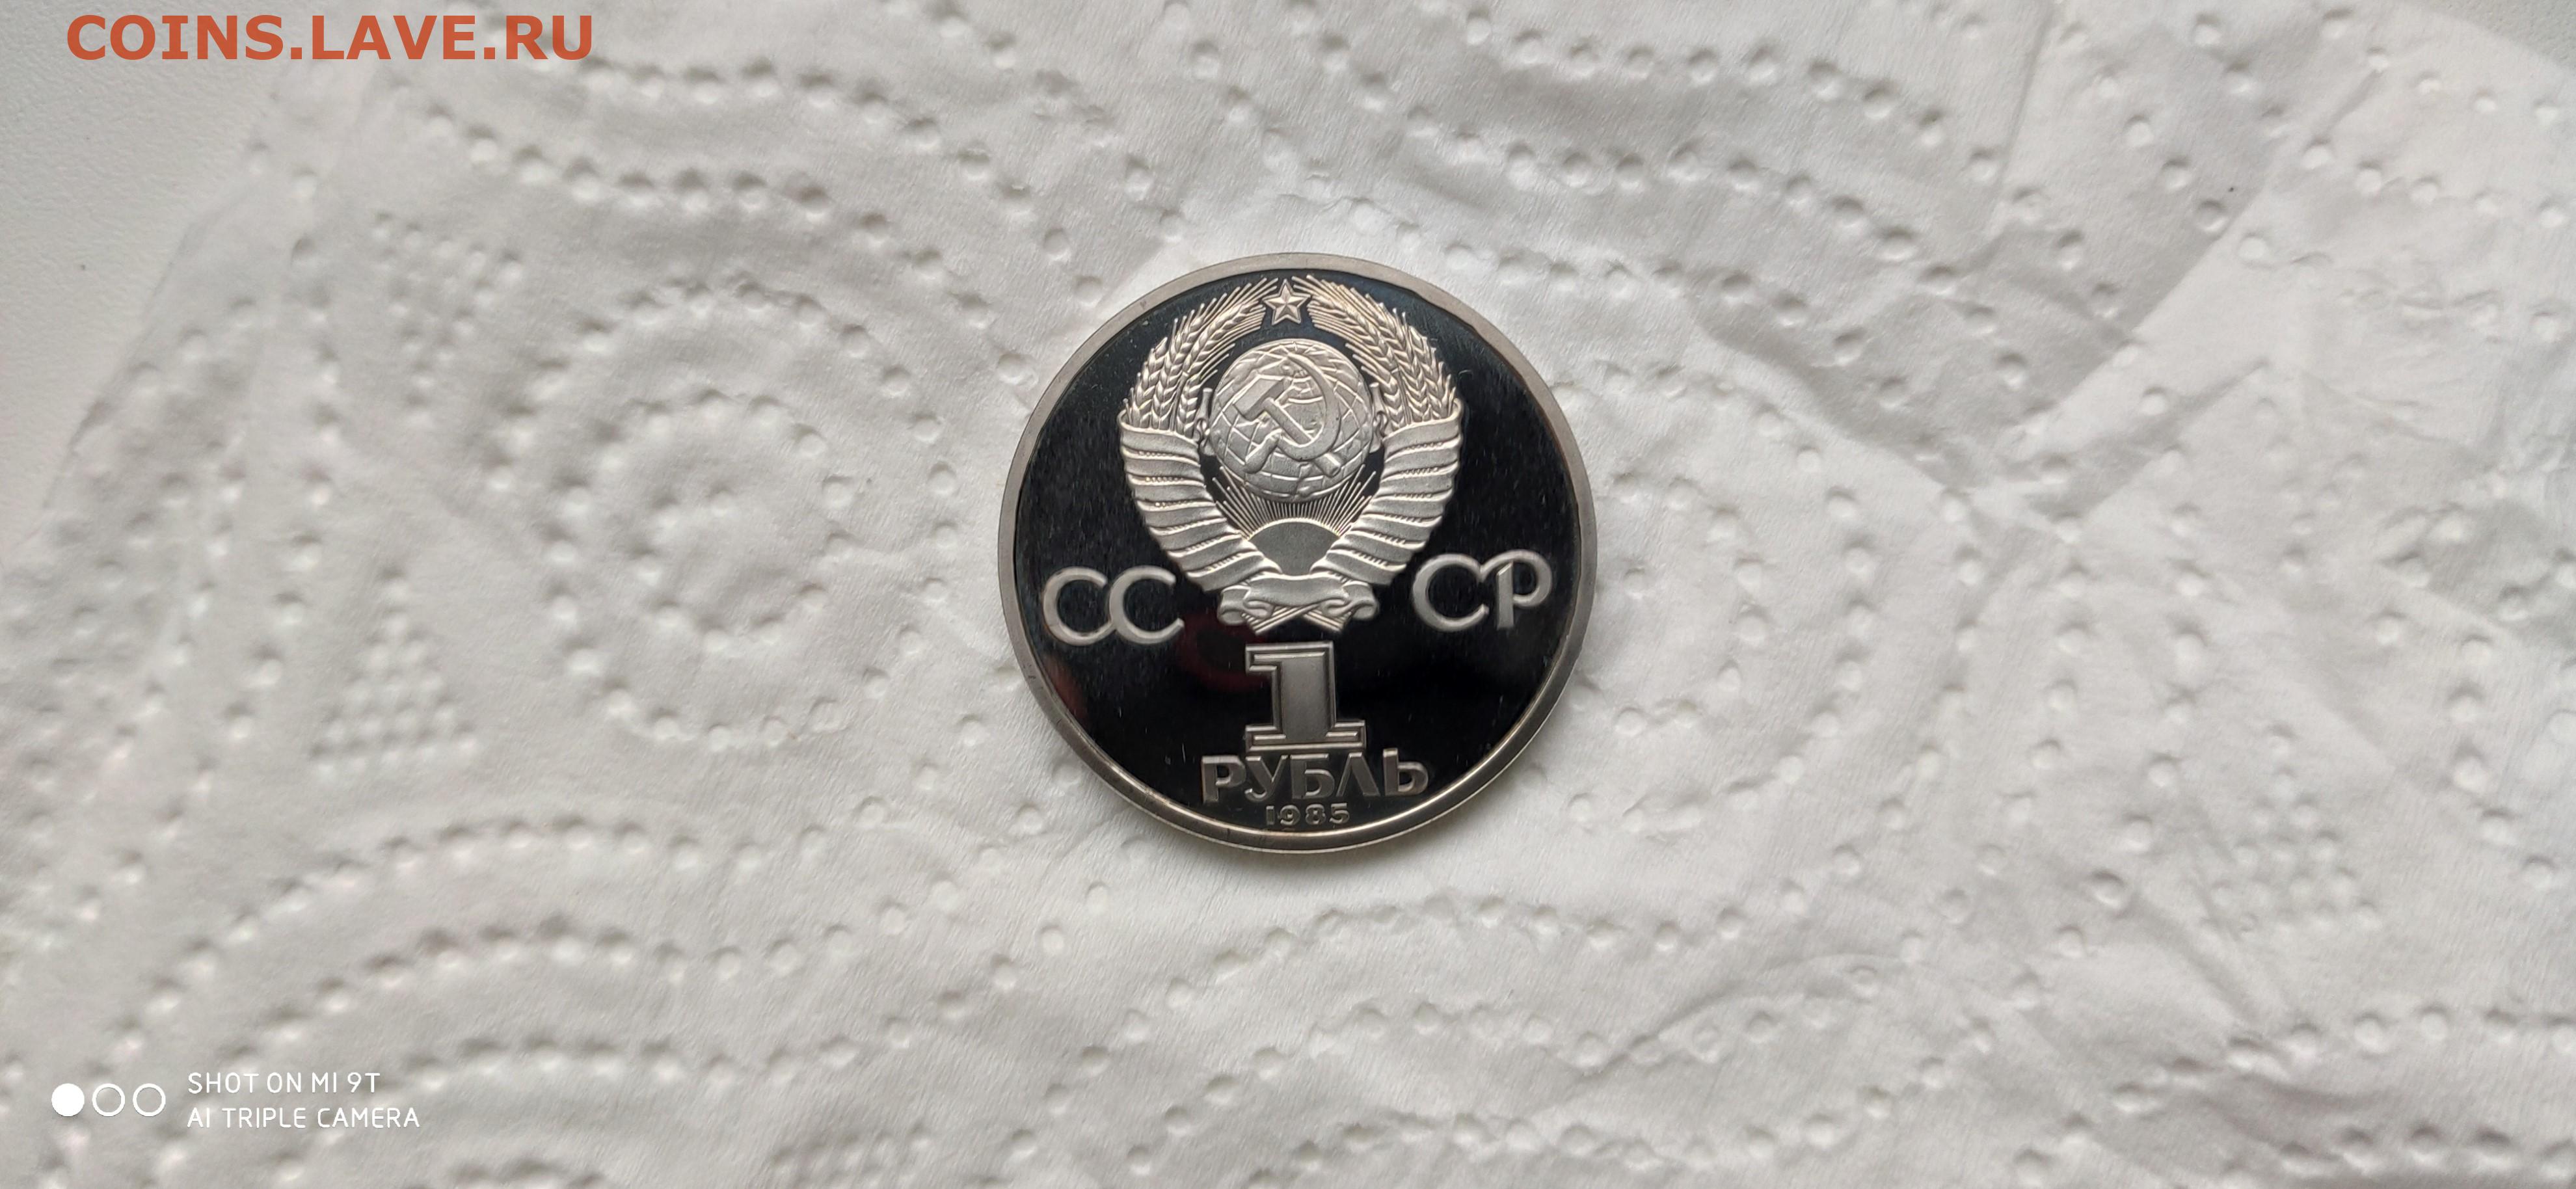 COINS.LAVE.RU
СС СР
1
РУБЛЬ
1985
SHOT ON MI 9T
AI TRIPLE CAMERA